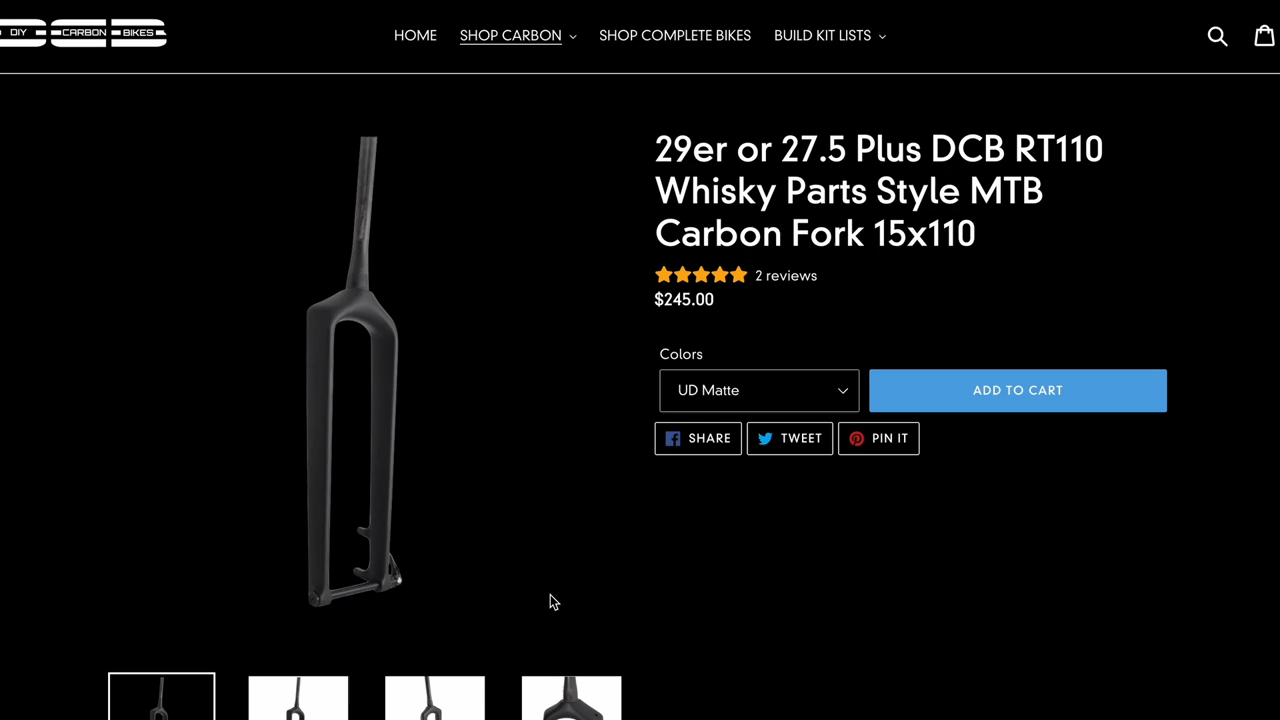 DIY CARBON BIKES
HOME
SHOP CARBON
SHOP COMPLETE BIKES
BUILD KIT LISTS
29er or 27.5 Plus DCB RT110
Whisky Parts Style MTB
Carbon Fork 15x110
2 reviews
$245.00
Colors
UD Matte
ADD TO CART
SHARE
TWEET
PIN IT